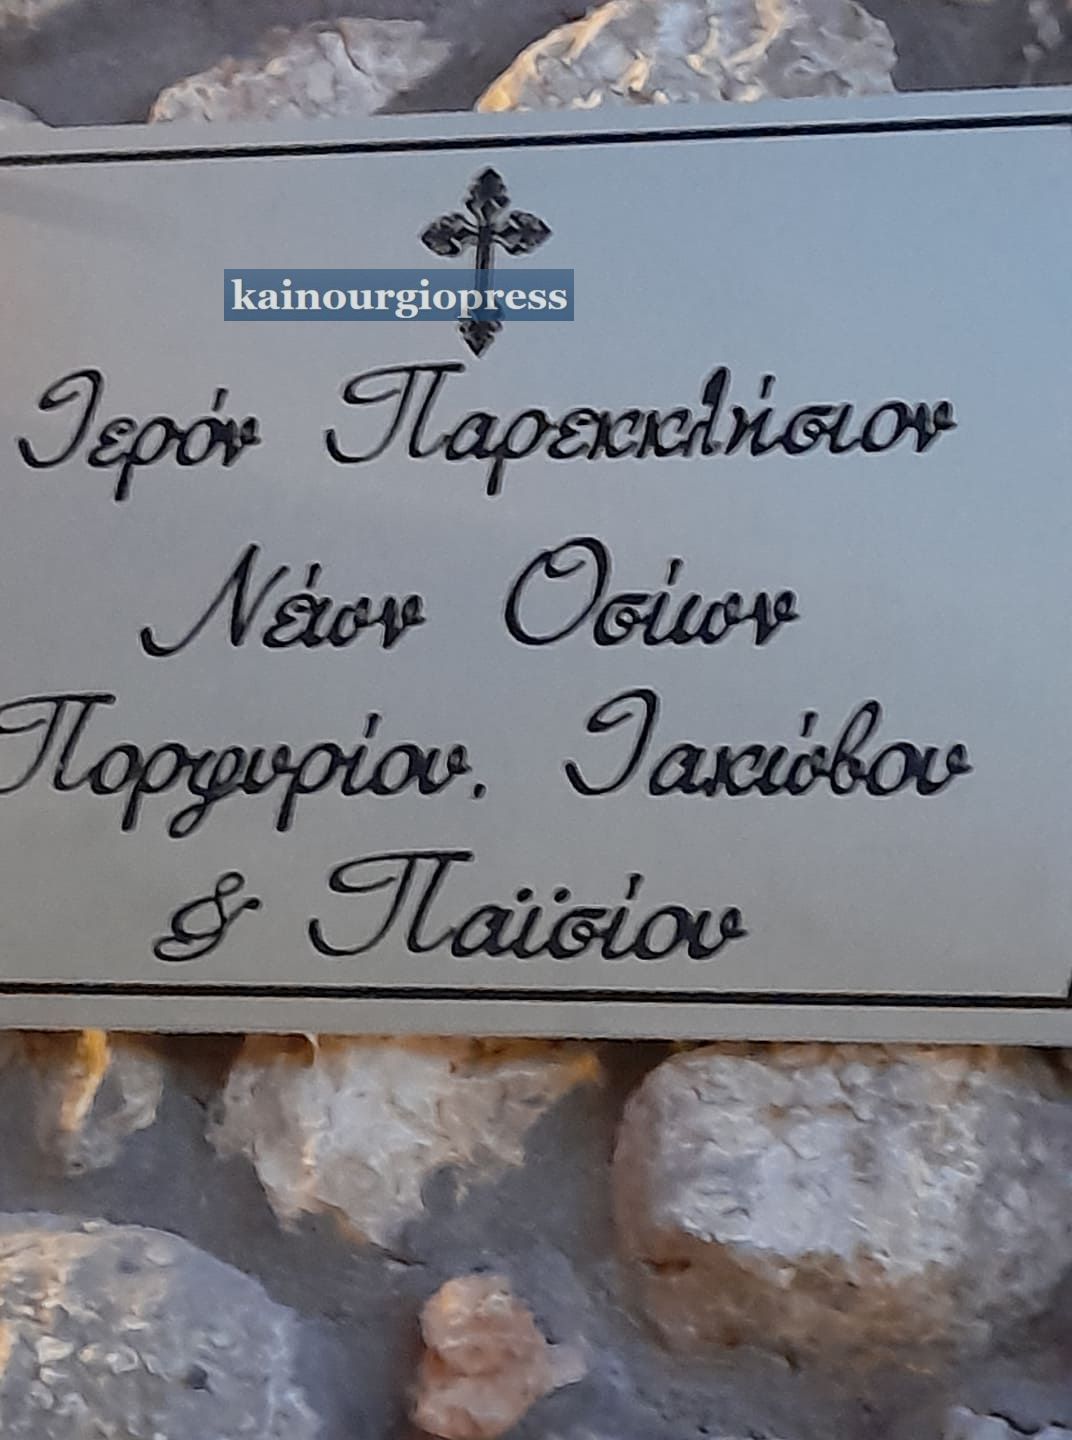 kainourgiopress
Ιερόν Παρεκκλήσιον
Νέων Οσίων
Πορφυρίου, Ιακώβου
& Παϊσίου